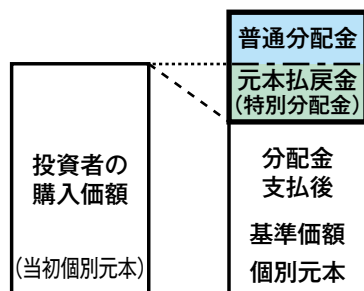 普通分配金
元本払戻金
(特別分配金)
投資者の
購入価額
(当初個別元本)
分配金
支払後
基準価額
個別元本